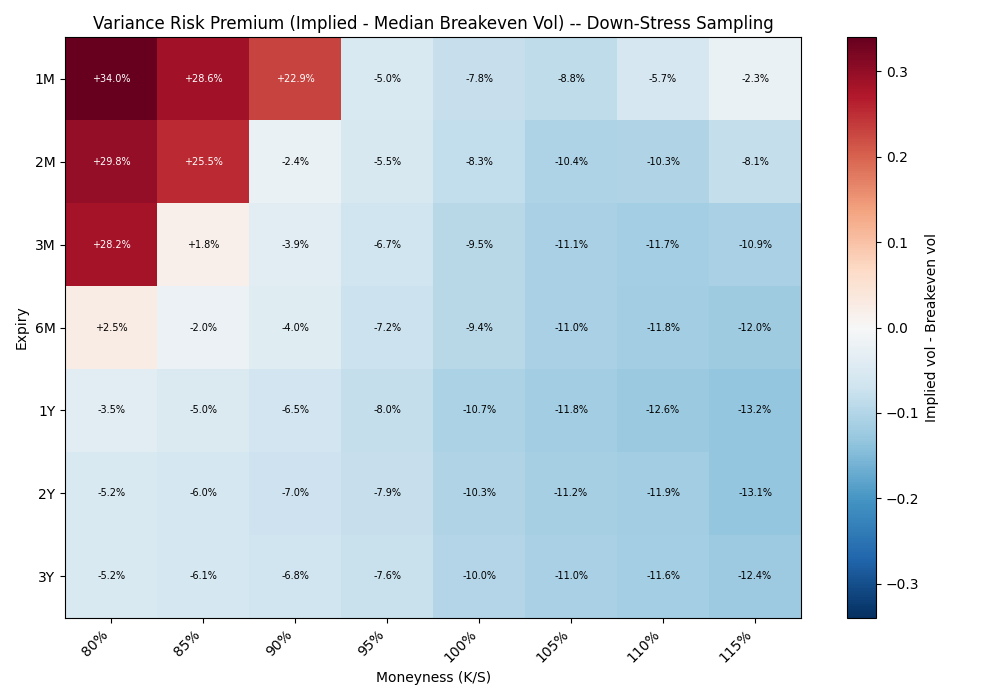 Variance Risk Premium (Implied - Median Breakeven Vol) -- Down-Stress Sampling
1M +34.0% +28.6% +22.9% -5.0% -7.8% -8.8% -5.7% -2.3%
2M +29.8% +25.5% -2.4% -5.5% -8.3% -10.4% -10.3% -8.1%
3M +28.2% +1.8% -3.9% -6.7% -9.5% -11.1% -11.7% -10.9%
6M +2.5% -2.0% -4.0% -7.2% -9.4% -11.0% -11.8% -12.0%
1Y -3.5% -5.0% -6.5% -8.0% -10.7% -11.8% -12.6% -13.2%
2Y -5.2% -6.0% -7.0% -7.9% -10.3% -11.2% -11.9% -13.1%
3Y -5.2% -6.1% -6.8% -7.6% -10.0% -11.0% -11.6% -12.4%
80% 85% 90% 95% 100% 105% 110% 115%
Moneyness (K/S)
Expiry
0.3
0.2
0.1
0.0
−0.1
−0.2
−0.3
Implied vol - Breakeven vol